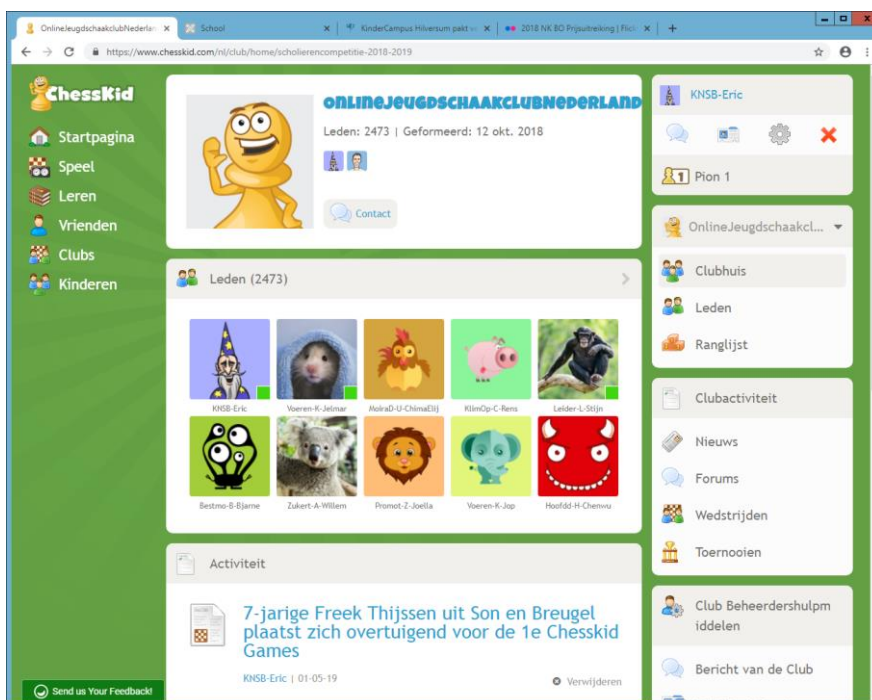 OnlineJeugdschaakclubNederlan
School
KinderCampus Hilversum pakt
2018 NK BO Prijsuitreiking | Flick
https://www.chesskid.com/nl/club/home/scholierencompetitie-2018-2019
ChessKid
Startpagina
Speel
Leren
Vrienden
Clubs
Kinderen
OnlineJeugdschaakclubNederland
Leden: 2473 | Geformeerd: 12 okt. 2018
Contact
Leden (2473)
KNSB-Eric
Voeren-K-Jelmar
MoiraD-U-ChimaElij
KlimOp-C-Rens
Leider-L-Stijn
Bestmo-B-Bjarne
Zukert-A-Willem
Promot-Z-Joella
Voeren-K-Jop
Hoofdd-H-Chenwu
Activiteit
7-jarige Freek Thijssen uit Son en Breugel
plaatst zich overtuigend voor de 1e Chesskid
Games
KNSB-Eric | 01-05-19
Verwijderen
Send us Your Feedback!
KNSB-Eric
1 Pion 1
OnlineJeugdschaakcl...
Clubhuis
Leden
Ranglijst
Clubactiviteit
Nieuws
Forums
Wedstrijden
Toernooien
Club Beheerdershulpm
iddelen
Bericht van de Club